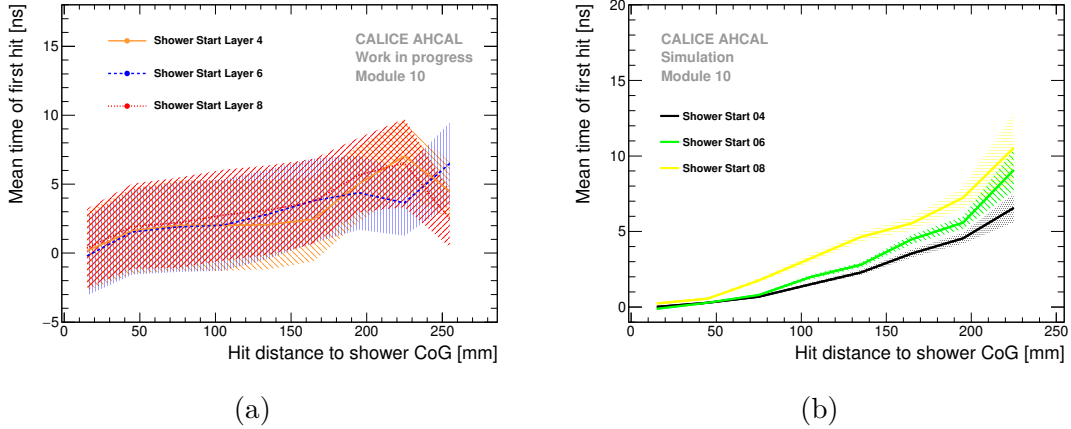 Mean time of first hit [ns]
15
10
5
0
−5
Shower Start Layer 4
Shower Start Layer 6
Shower Start Layer 8
CALICE AHCAL
Work in progress
Module 10
0 50 100 150 200 250
Hit distance to shower CoG [mm]
(a)
Mean time of first hit [ns]
20
15
10
5
0
CALICE AHCAL
Simulation
Module 10
Shower Start 04
Shower Start 06
Shower Start 08
0 50 100 150 200 250
Hit distance to shower CoG [mm]
(b)